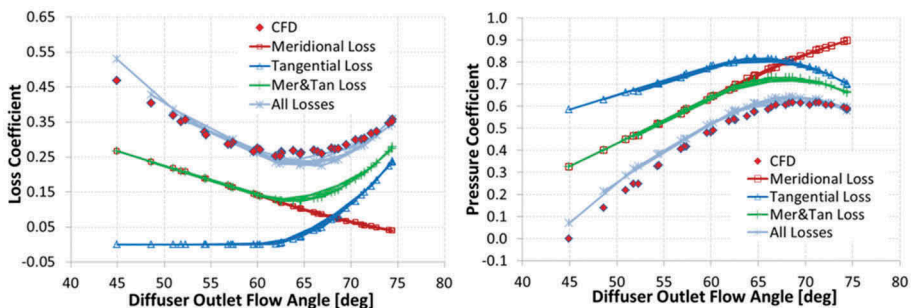 0.65
0.55
0.45
0.35
0.25
0.15
0.05
-0.05
Loss Coefficient
CFD
Meridional Loss
Tangential Loss
Mer&Tan Loss
All Losses
40 45 50 55 60 65 70 75 80
Diffuser Outlet Flow Angle [deg]
1.0
0.9
0.8
0.7
0.6
0.5
0.4
0.3
0.2
0.1
0.0
-0.1
Pressure Coefficient
CFD
Meridional Loss
Tangential Loss
Mer&Tan Loss
All Losses
40 45 50 55 60 65 70 75 80
Diffuser Outlet Flow Angle [deg]